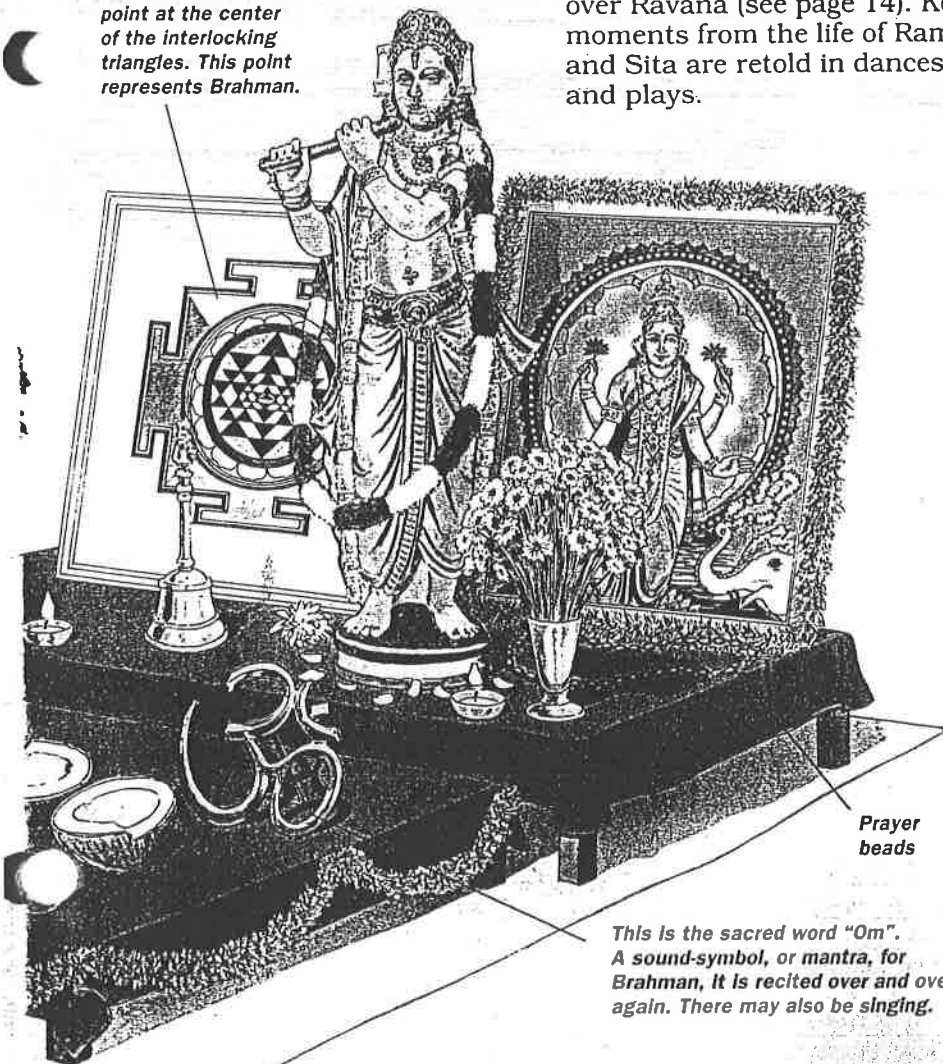 point at the center
of the interlocking
triangles. This point
represents Brahman.
over Ravana (see page 14). 
moments from the life of Ram
and Sita are retold in dances
and plays.
Prayer
beads
This is the sacred word “Om”.
A sound-symbol, or mantra, for
Brahman, it is recited over and ove
again. There may also be singing.